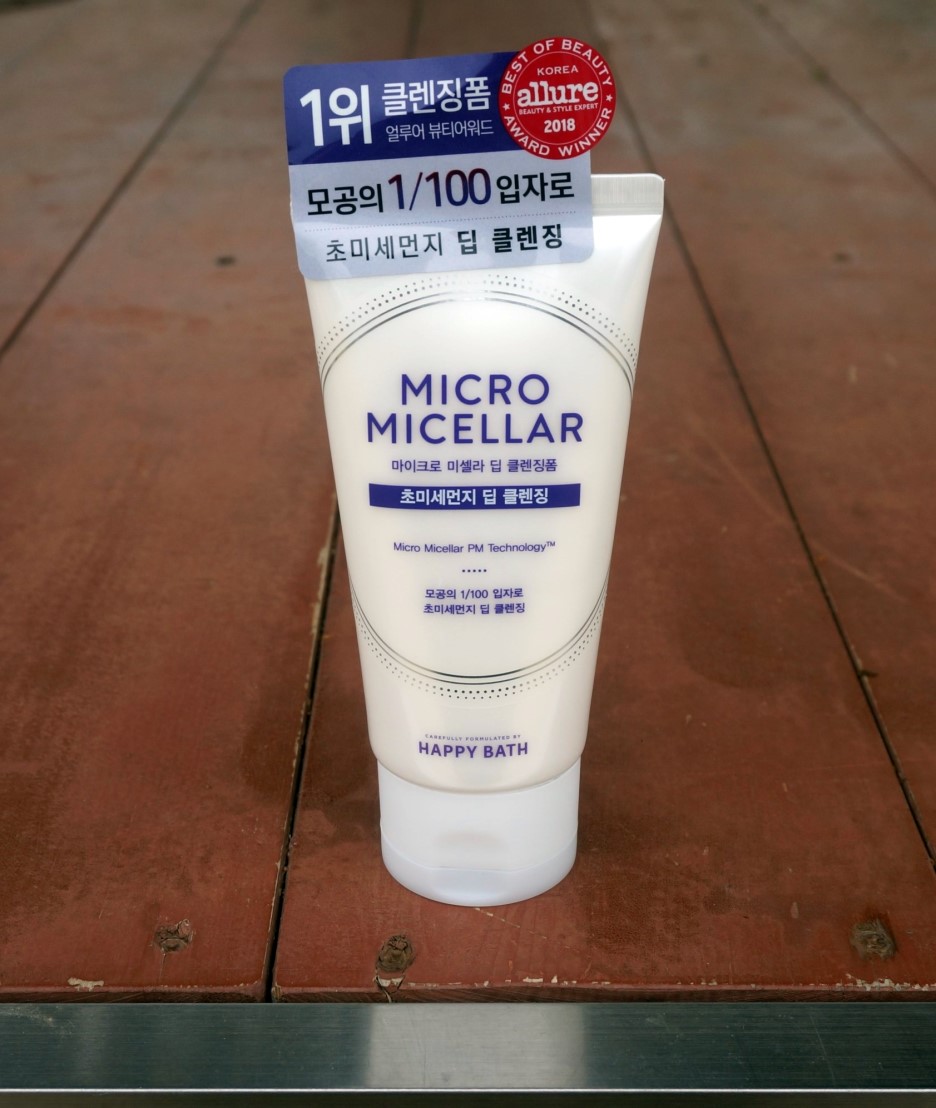 1위 클렌징폼
얼루어 뷰티어워드
BEST OF BEAUTY
KOREA
allure
BEAUTY & STYLE EXPERT
2018
AWARD WINNER
모공의 1/100 입자로
초미세먼지 딥 클렌징
MICRO
MICELLAR
마이크로 미셀라 딥 클렌징폼
초미세먼지 딥 클렌징
Micro Micellar PM Technology™
모공의 1/100 입자로
초미세먼지 딥 클렌징
CAREFULLY FORMULATED BY
HAPPY BATH